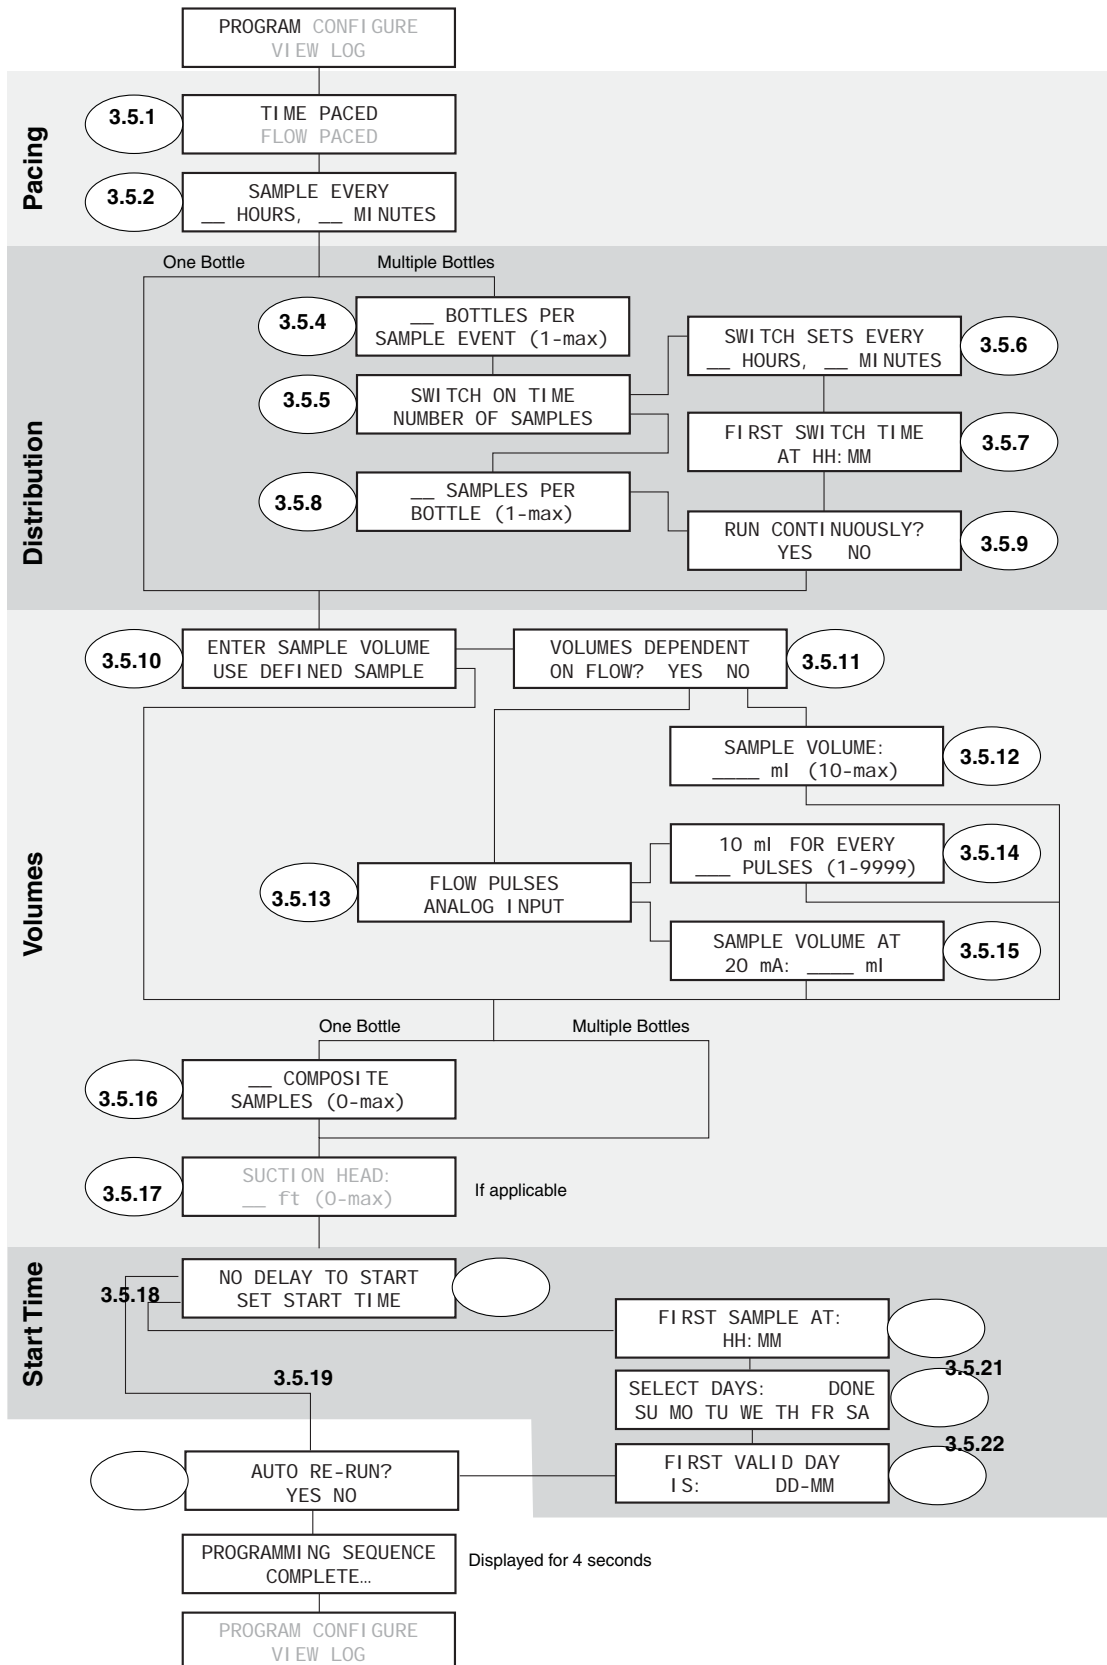 PROGRAM CONFIGURE
VIEW LOG
Pacing
3.5.1
TIME PACED
FLOW PACED
3.5.2
SAMPLE EVERY
__ HOURS, __ MINUTES
Distribution
One Bottle
Multiple Bottles
3.5.4
__ BOTTLES PER
SAMPLE EVENT (1-max)
3.5.5
SWITCH ON TIME
NUMBER OF SAMPLES
SWITCH SETS EVERY
__ HOURS, __ MINUTES
3.5.6
FIRST SWITCH TIME
AT HH:MM
3.5.7
3.5.8
__ SAMPLES PER
BOTTLE (1-max)
RUN CONTINUOUSLY?
YES NO
3.5.9
Volumes
3.5.10
ENTER SAMPLE VOLUME
USE DEFINED SAMPLE
VOLUMES DEPENDENT
ON FLOW? YES NO
3.5.11
SAMPLE VOLUME:
____ ml (10-max)
3.5.12
3.5.13
FLOW PULSES
ANALOG INPUT
10 ml FOR EVERY
___ PULSES (1-9999)
3.5.14
SAMPLE VOLUME AT
20 mA: ____ ml
3.5.15
One Bottle
Multiple Bottles
3.5.16
__ COMPOSITE
SAMPLES (0-max)
3.5.17
SUCTION HEAD:
__ ft (0-max)
If applicable
Start Time
3.5.18
NO DELAY TO START
SET START TIME
FIRST SAMPLE AT:
HH:MM
3.5.19
3.5.21
SELECT DAYS: DONE
SU MO TU WE TH FR SA
3.5.22
FIRST VALID DAY
IS: DD-MM
AUTO RE-RUN?
YES NO
PROGRAMMING SEQUENCE
COMPLETE…
Displayed for 4 seconds
PROGRAM CONFIGURE
VIEW LOG